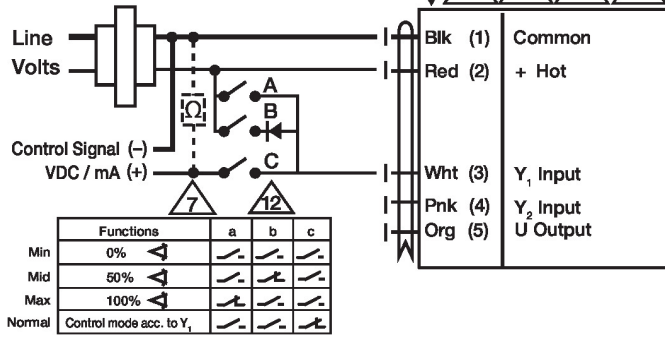 Line
Volts
Blk (1) Common
Red (2) + Hot
A
Ω
B
Control Signal (–)
VDC / mA (+)
C
Wht (3) Y1 Input
7
12
Pnk (4) Y2 Input
Org (5) U Output
Functions a b c
Min 0%
Mid 50%
Max 100%
Normal Control mode acc. to Y1